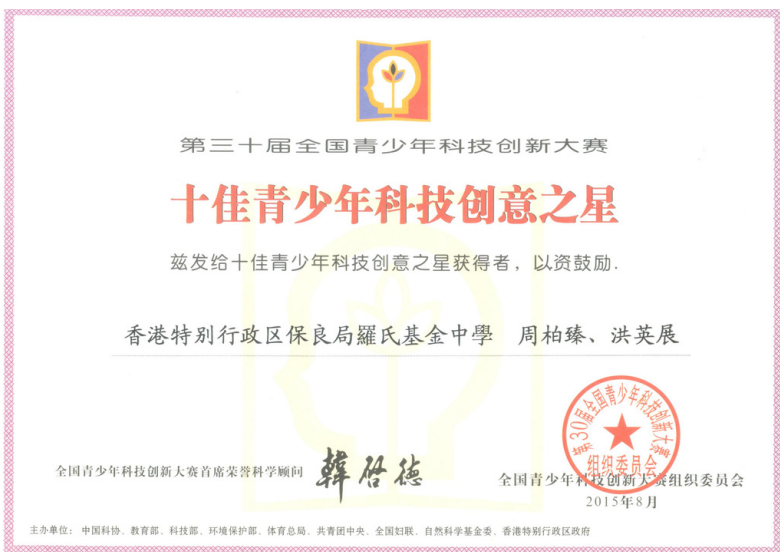 第三十届全国青少年科技创新大赛
十佳青少年科技创意之星
兹发给十佳青少年科技创意之星获得者，以资鼓励.
香港特别行政区保良局羅氏基金中學 周柏臻、洪英展
第30届全国青少年科技创新大赛
组织委员会
全国青少年科技创新大赛首席荣誉科学顾问 韓启德
全国青少年科技创新大赛组织委员会
2015年8月
主办单位： 中国科协、教育部、科技部、环境保护部、体育总局、共青团中央、全国妇联、自然科学基金委、香港特别行政区政府